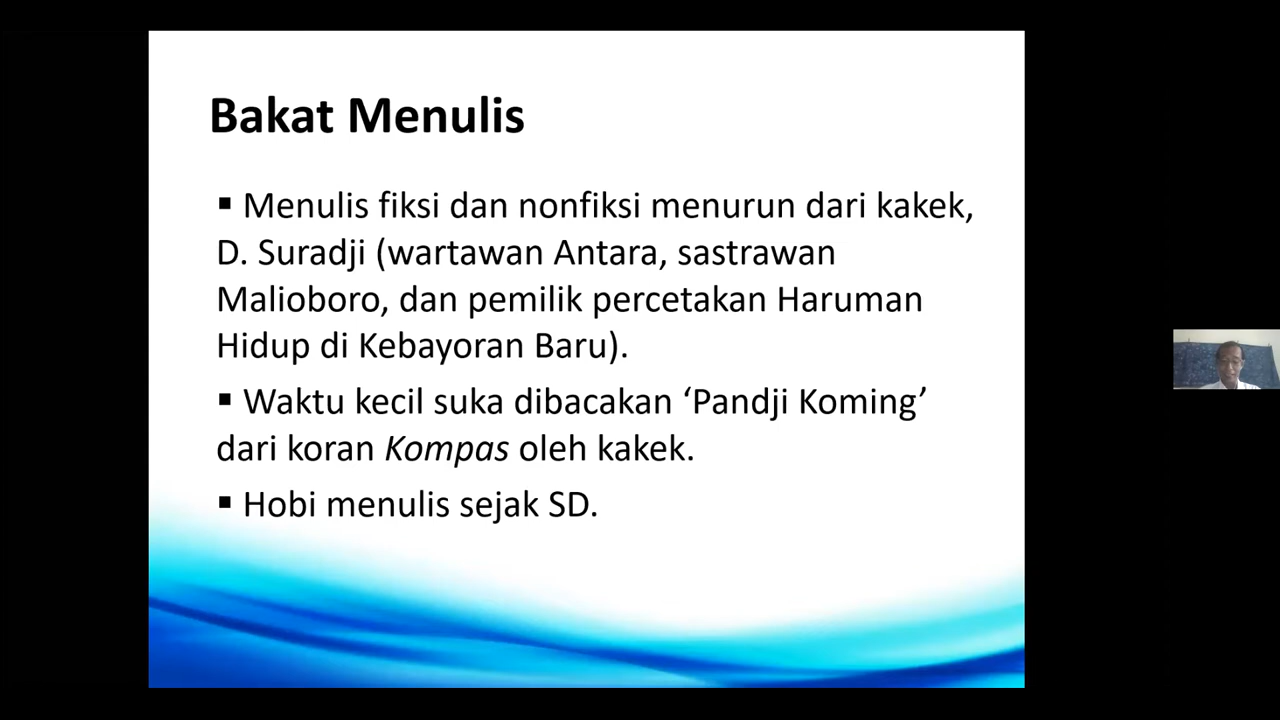 Bakat Menulis
▪ Menulis fiksi dan nonfiksi menurun dari kakek,
D. Suradji (wartawan Antara, sastrawan
Malioboro, dan pemilik percetakan Haruman
Hidup di Kebayoran Baru).
▪ Waktu kecil suka dibacakan ‘Pandji Koming’
dari koran Kompas oleh kakek.
▪ Hobi menulis sejak SD.